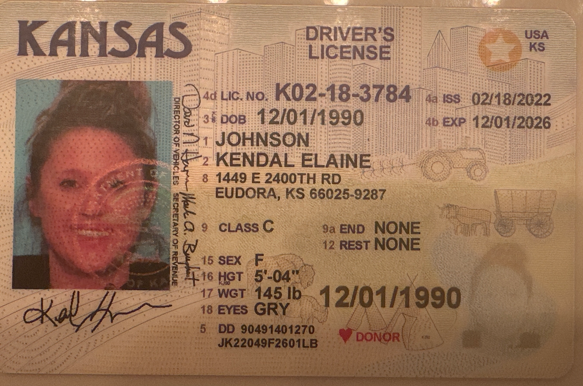 KANSAS
DRIVER'S
LICENSE
USA
KS
4d LIC. NO. K02-18-3784
4a ISS 02/18/2022
3 DOB 12/01/1990
4b EXP 12/01/2026
1 JOHNSON
2 KENDAL ELAINE
8 1449 E 2400TH RD
EUDORA, KS 66025-9287
9 CLASS C
9a END NONE
12 REST NONE
15 SEX F
16 HGT 5'-04"
17 WGT 145 lb
12/01/1990
18 EYES GRY
5 DD 90491401270
JK22049F2601LB
DONOR
DIRECTOR OF VEHICLES
SECRETARY OF REVENUE